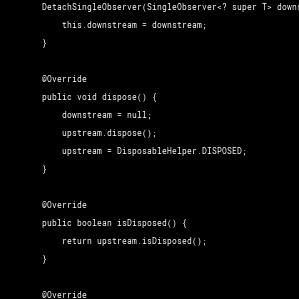 DetachSingleObserver(SingleObserver<? super T>
this.downstream = downstream;
}
@Override
public void dispose() {
downstream = null;
upstream.dispose();
upstream = DisposableHelper.DISPOSED;
}
@Override
public boolean isDisposed() {
return upstream.isDisposed();
}
@Override